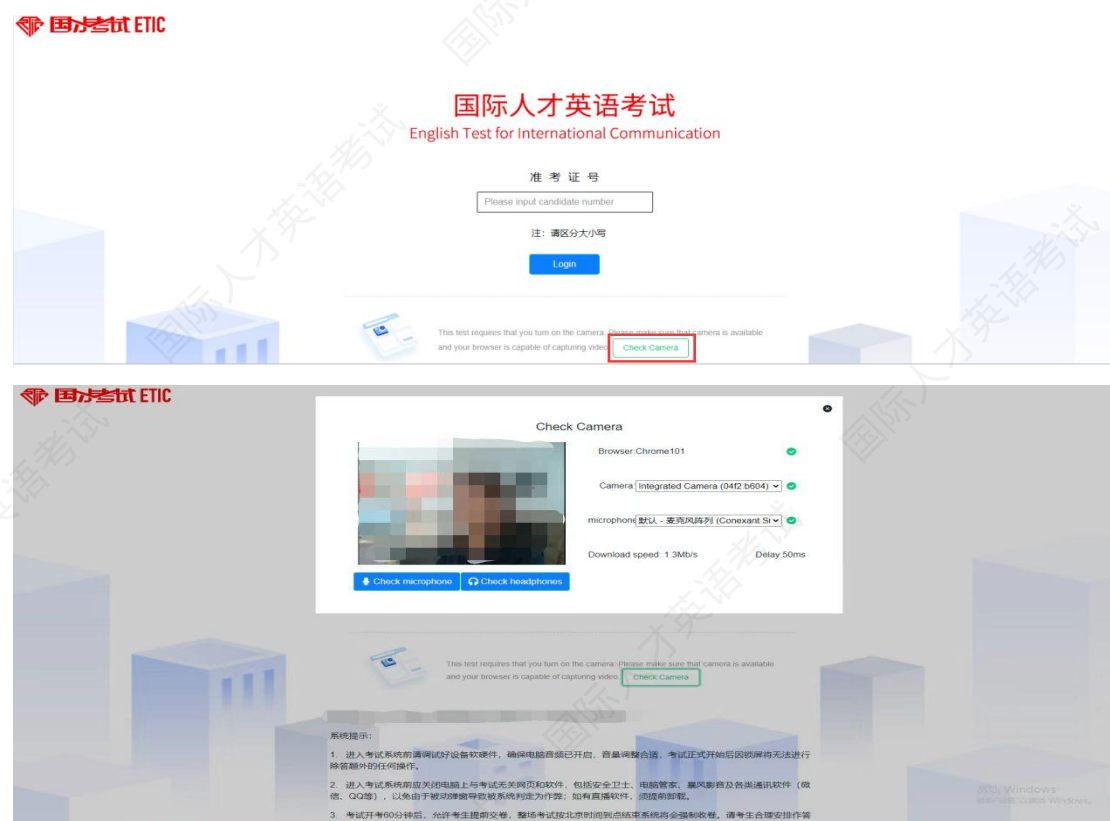 国才考试 ETIC
国际人才英语考试
English Test for International Communication
准 考 证 号
Please input candidate number
注：请区分大小写
Login
This test requires that you turn on the camera. Please make sure that camera is available
and your browser is capable of capturing video
Check Camera
国才考试 ETIC
Check Camera
Browser:Chrome101
Camera: Integrated Camera (04f2:b604)
microphone: 默认 - 麦克风阵列 (Conexant Sr
Download speed: 1.3Mb/s Delay:50ms
Check microphone
Check headphones
This test requires that you turn on the camera. Please make sure that camera is available
and your browser is capable of capturing video
Check Camera
系统提示：
1. 进入考试系统前请调试好设备软硬件，确保电脑音频已开启，音量调整合适，考试正式开始后因锁屏将无法进行
除答题外的任何操作。
2. 进入考试系统前应关闭电脑上与考试无关网页和软件，包括安全卫士、电脑管家、暴风影音及各类通讯软件（微
信、QQ等），以免由于被动弹窗导致被系统判定为作弊；如有直播软件，须提前卸载。
3. 考试开考60分钟后，允许考生提前交卷，整场考试按北京时间到点结束系统将会强制收卷。请考生合理安排作答
激活 Windows
国际人才英语考试